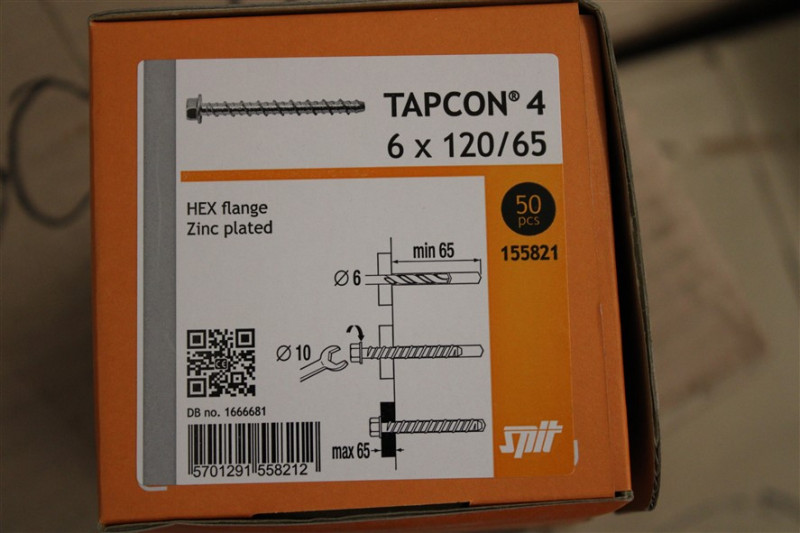 TAPCON® 4
6 x 120/65
HEX flange
Zinc plated
50
pcs
155821
min 65
Ø 6
Ø 10
DB no. 1666681
max 65
5701291 558212
spit